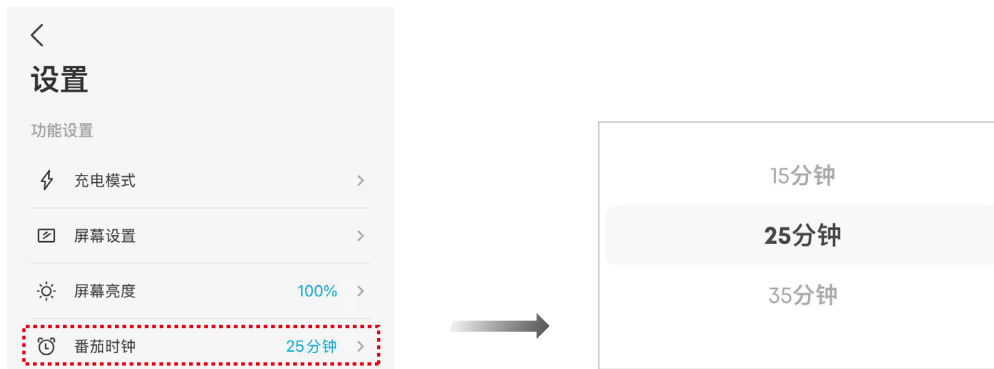 设置
功能设置
充电模式
屏幕设置
屏幕亮度 100%
番茄时钟 25分钟
15分钟
25分钟
35分钟